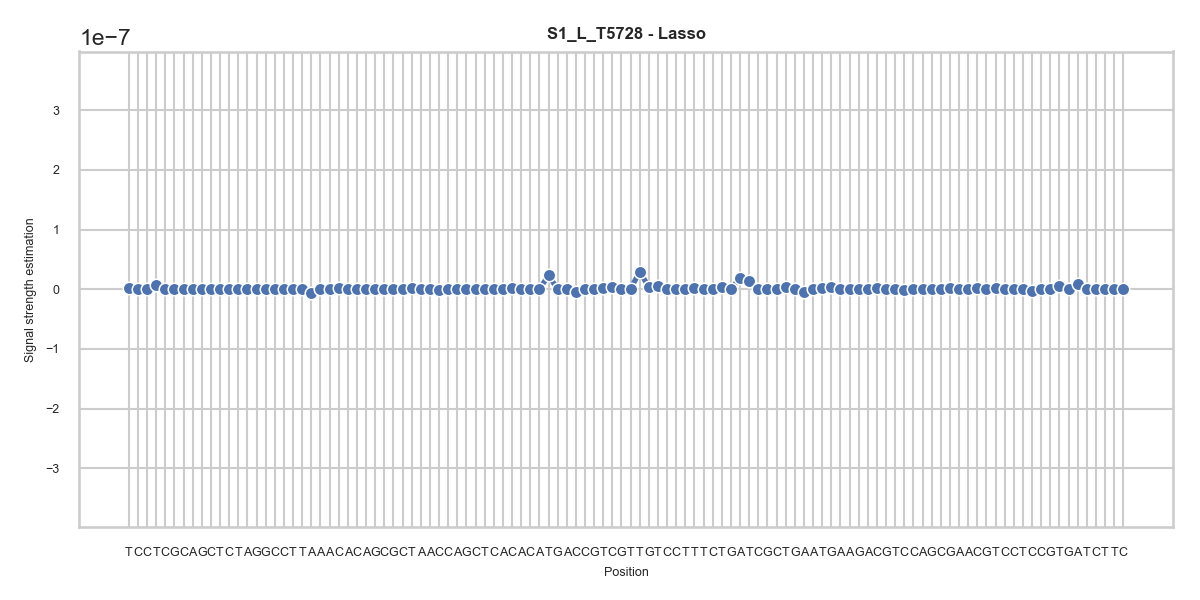 1e−7
S1_L_T5728 - Lasso
3
2
1
0
−1
−2
−3
Signal strength estimation
TCCTCGCAGCTCTAGGCCTTAAACACAGCGCTAACCAGCTCACACATGACCGTCGTTGTCCTTTCTGATCGCTGAATGAAGACGTCCAGCGAACGTCCTCCGTGATCTTC
Position